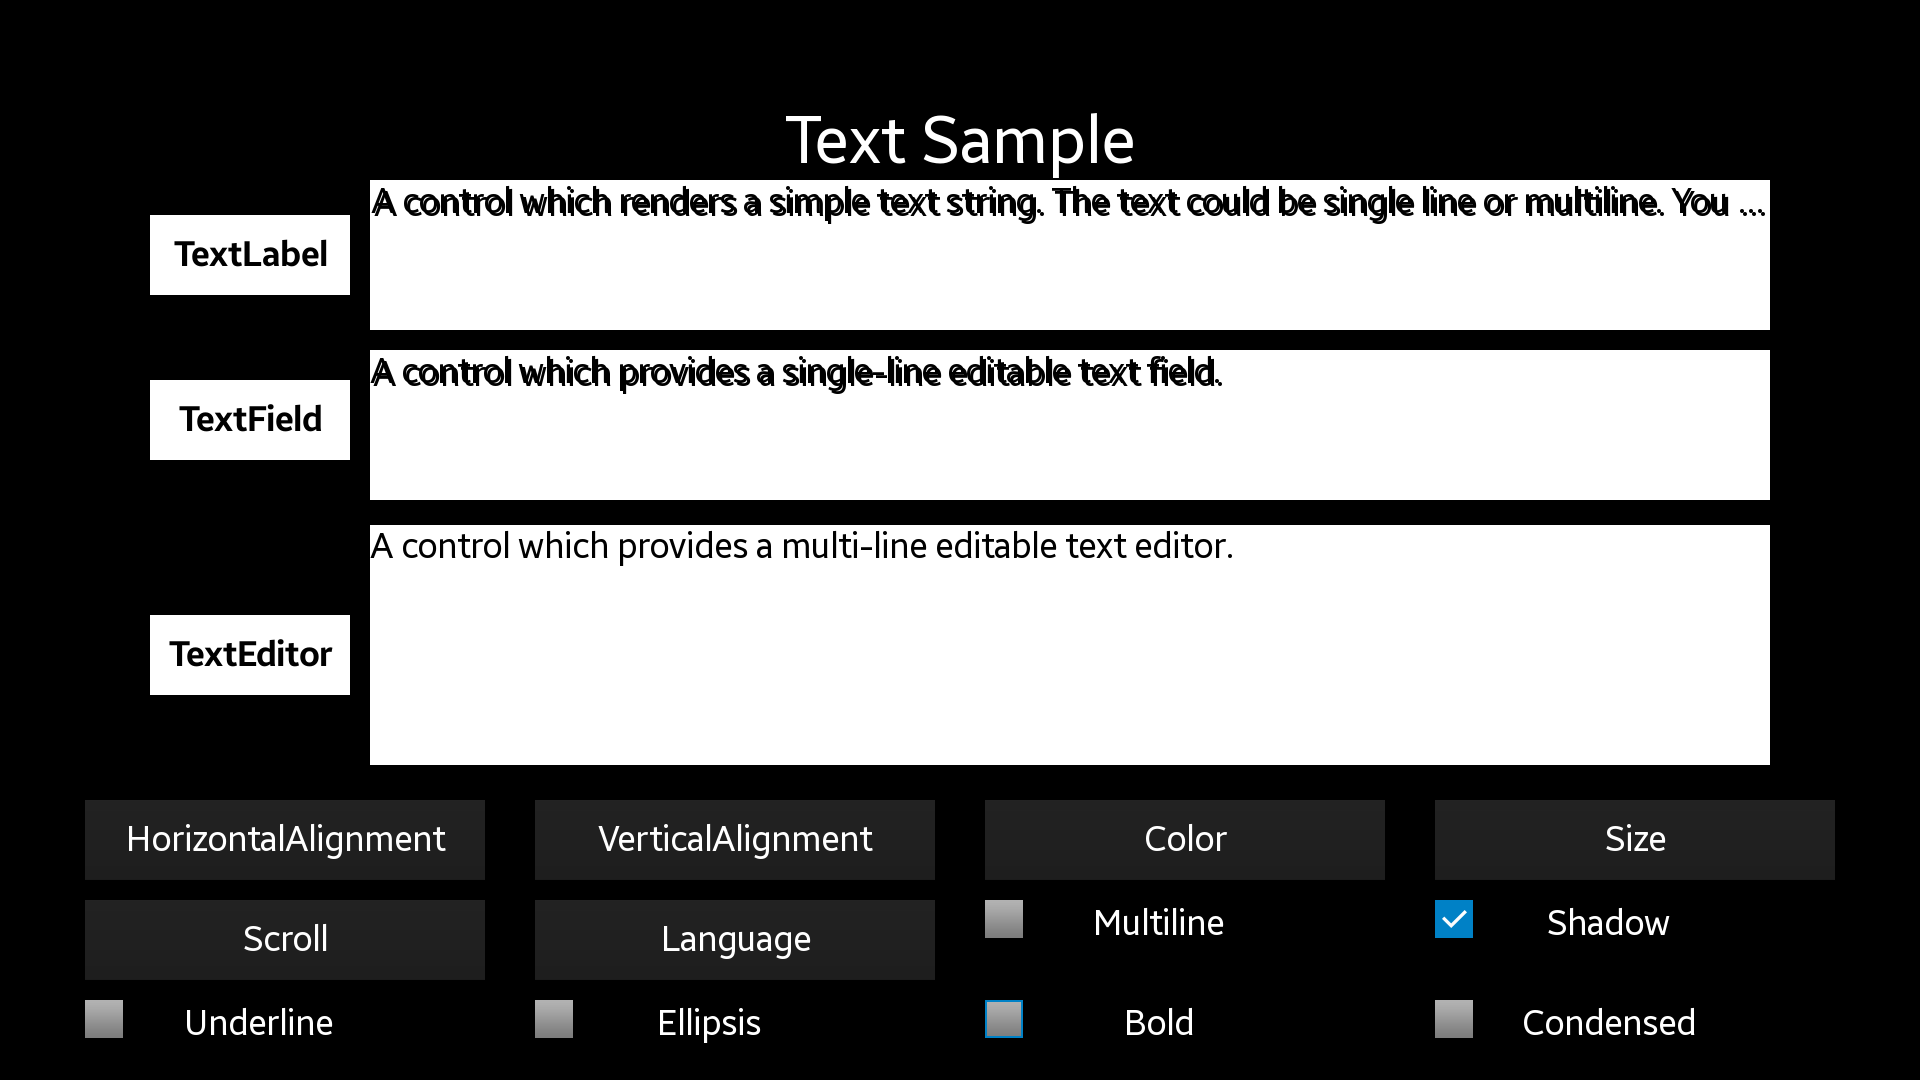 Text Sample
TextLabel
A control which renders a simple text string. The text could be single line or multiline. You ...
TextField
A control which provides a single-line editable text field.
TextEditor
A control which provides a multi-line editable text editor.
HorizontalAlignment
VerticalAlignment
Color
Size
Scroll
Language
Multiline
Shadow
Underline
Ellipsis
Bold
Condensed